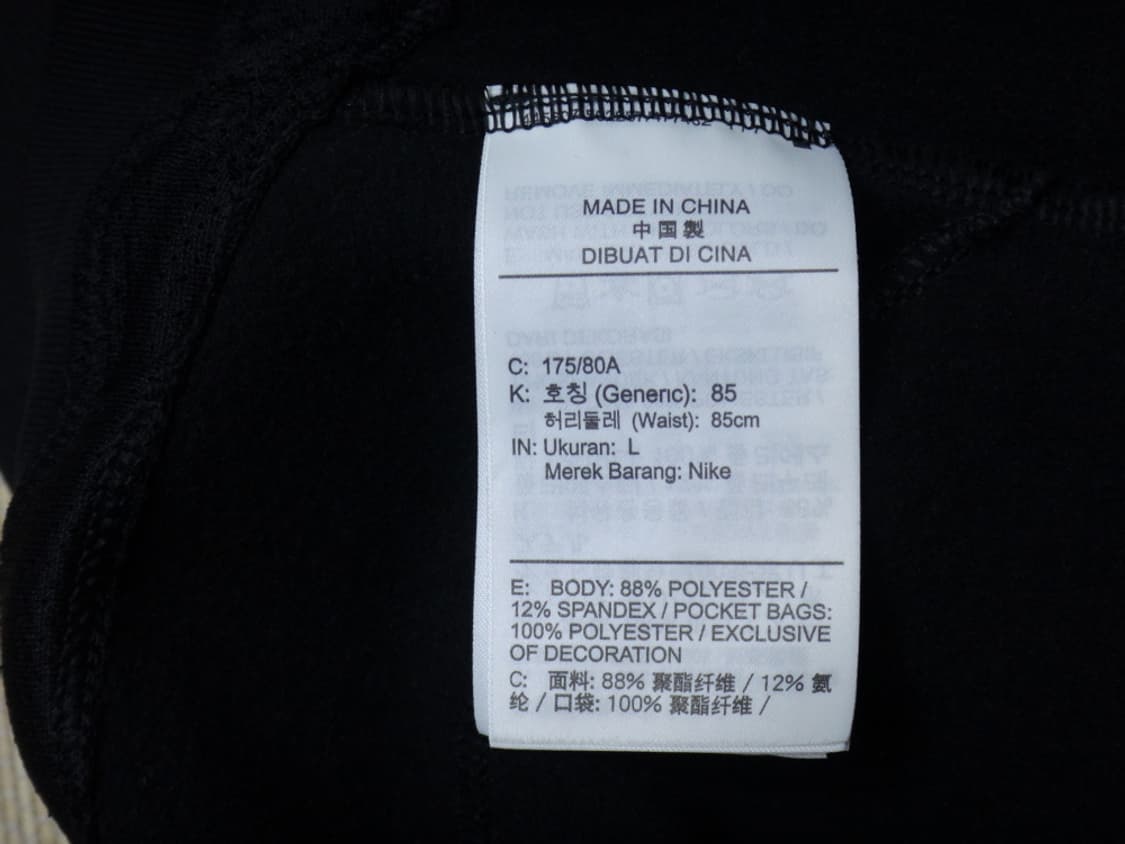 MADE IN CHINA
中国製
DIBUAT DI CINA
C: 175/80A
K: 호칭 (Generic): 85
허리둘레 (Waist): 85cm
IN: Ukuran: L
Merek Barang: Nike
E: BODY: 88% POLYESTER /
12% SPANDEX / POCKET BAGS:
100% POLYESTER / EXCLUSIVE
OF DECORATION
C: 面料: 88% 聚酯纤维 / 12% 氨
纶 / 口袋: 100% 聚酯纤维 /